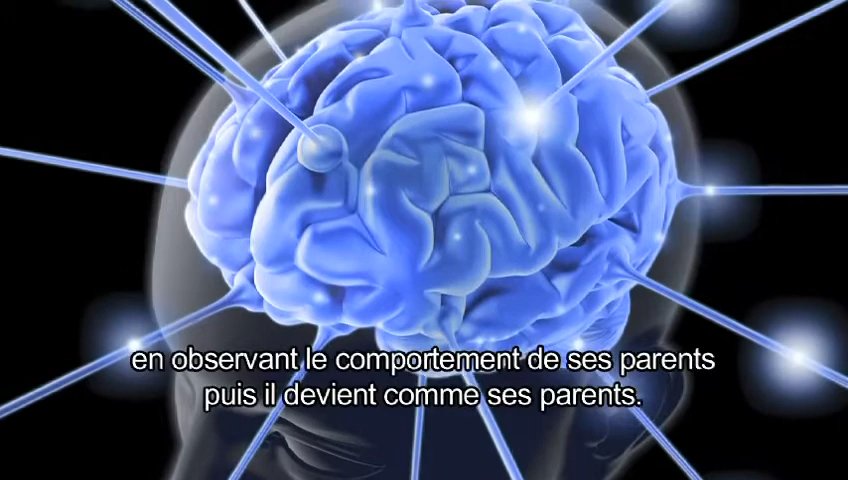 en observant le comportement de ses parents
puis il devient comme ses parents.